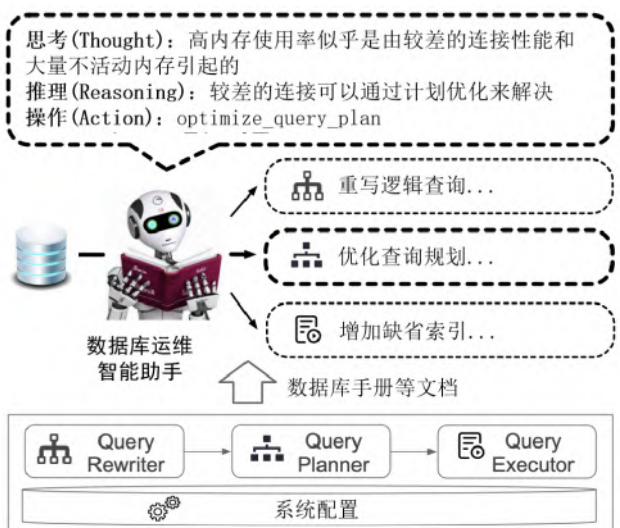 思考(Thought)：高内存使用率似乎是由较差的连接性能和
大量不活动内存引起的
推理(Reasoning)：较差的连接可以通过计划优化来解决
操作(Action)：optimize_query_plan
重写逻辑查询...
优化查询规划...
增加缺省索引...
数据库运维
智能助手
数据库手册等文档
Query
Rewriter
Query
Planner
Query
Executor
系统配置